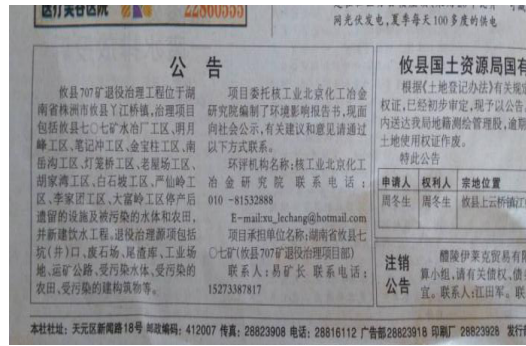 医疗美容医院
22860555
网光伏发电,夏季每天100多度的供电
公 告
攸县707矿退役治理工程位于湖
南省株洲市攸县丫江桥镇,治理项目
包括攸县七〇七矿水冶厂工区、明月
峰工区、笔记冲工区、金宝柱工区、南
岳沟工区、灯笼桥工区、老屋场工区、
胡家湾工区、白石坡工区、严仙岭工
区、李家团工区、大富岭工区停产后
遗留的设施及被污染的水体和农田,
并新建饮水工程。退役治理源项包括
坑(井)口、废石场、尾渣库、工业场
地、运矿公路、受污染水体、受污染的
农田、受污染的建构筑物等。
项目委托核工业北京化工冶金
研究院编制了环境影响报告书,现面
向社会公示,有关建议和意见请通过
以下方式联系。
环评机构名称:核工业北京化工
冶金研究院 联系电话:
010-81532888
E-mail:xu_lechang@hotmail.com
项目承担单位名称:湖南省攸县七
〇七矿(攸县707矿退役治理项目部)
联系人:易矿长 联系电话:
15273387817
攸县国土资源局国有
根据《土地登记办法》有关规定
权证,已经初步审定,现予以公告
内送达我局地籍测绘管理股,逾期
土地使用权证作废。
特此公告
申请人 权利人 宗地位置
周冬生 周冬生 攸县上云桥镇江
注销
公告
醴陵伊莱克贸易有限
算小组,请有关债权、债务
宜。联系人:江田军。联
本社社址:天元区新闻路18号 邮政编码:412007 传真:28823908 电话:28816112 广告部28823918 印刷厂 28823928 发行